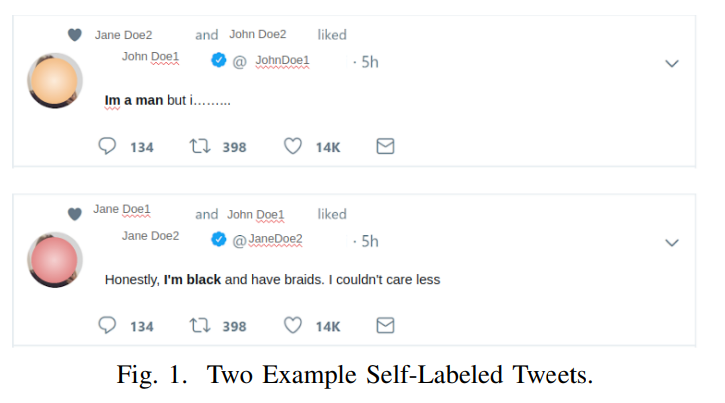 Jane Doe2 and John Doe2 liked
John Doe1 @ JohnDoe1 · 5h
Im a man but i.........
134 398 14K
Jane Doe1 and John Doe1 liked
Jane Doe2 @JaneDoe2 · 5h
Honestly, I'm black and have braids. I couldn't care less
134 398 14K
Fig. 1. Two Example Self-Labeled Tweets.